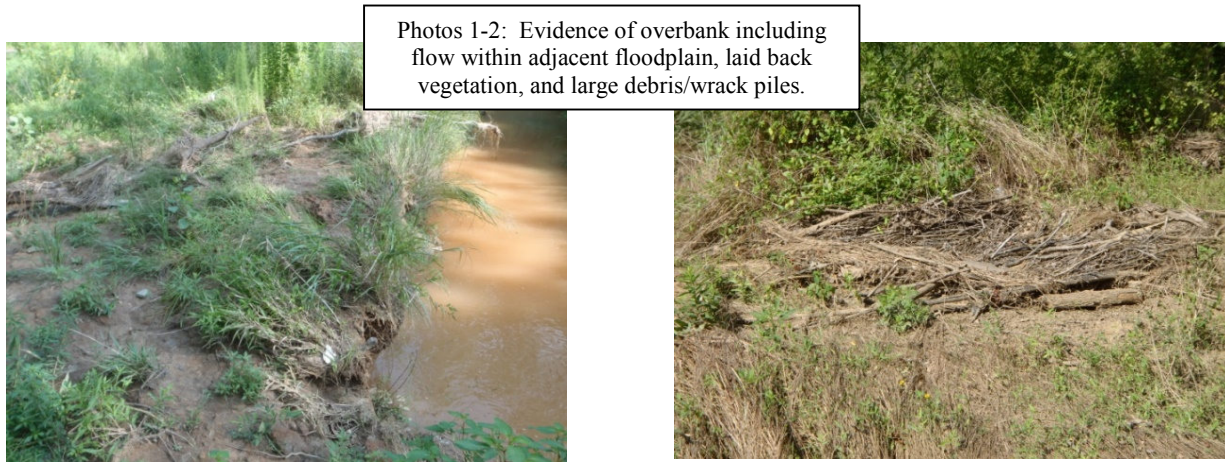 Photos 1-2:  Evidence of overbank including
flow within adjacent floodplain, laid back
vegetation, and large debris/wrack piles.